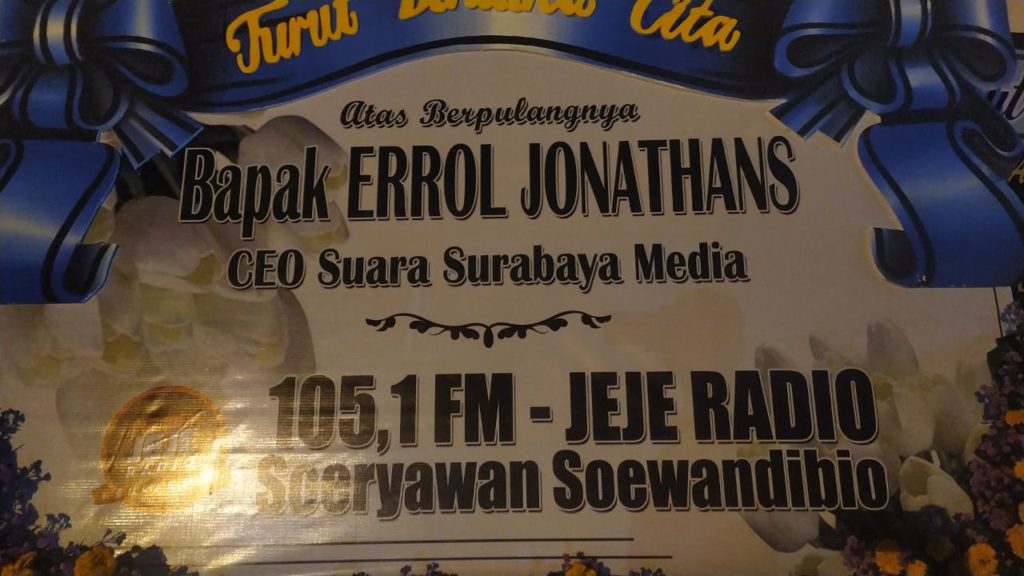 Turut Berduka Cita
Atas Berpulangnya
Bapak ERROL JONATHANS
CEO Suara Surabaya Media
105,1 FM - JEJE RADIO
Soeryawan Soewandibio